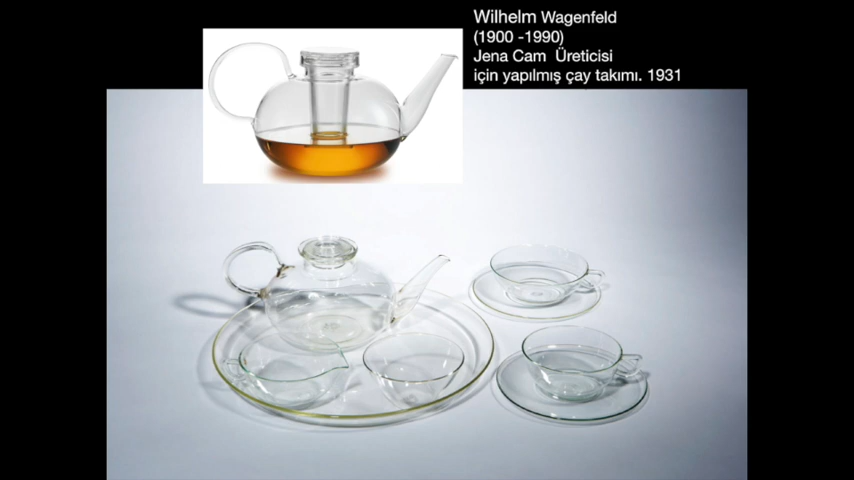 Wilhelm Wagenfeld
(1900 -1990)
Jena Cam Üreticisi
için yapılmış çay takımı. 1931